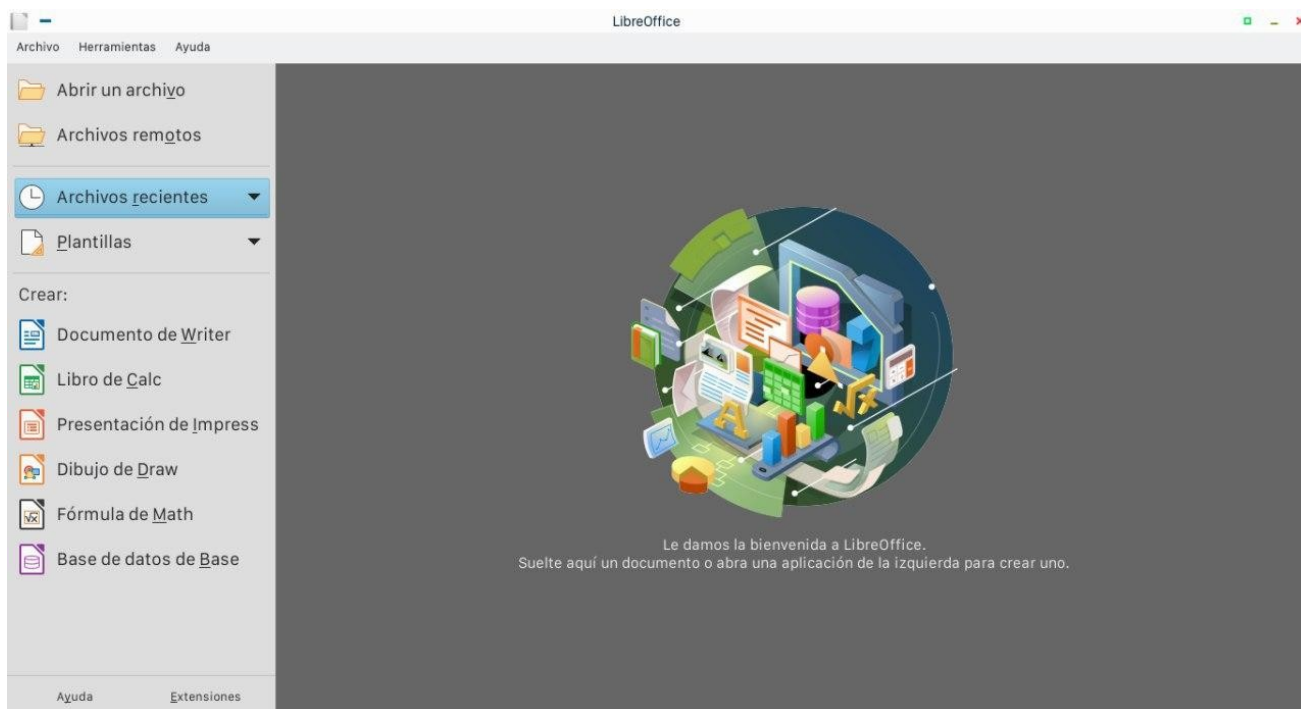 LibreOffice
Archivo Herramientas Ayuda
Abrir un archivo
Archivos remotos
Archivos recientes
Plantillas
Crear:
Documento de Writer
Libro de Calc
Presentación de Impress
Dibujo de Draw
Fórmula de Math
Base de datos de Base
Ayuda Extensiones
Le damos la bienvenida a LibreOffice.
Suelte aquí un documento o abra una aplicación de la izquierda para crear uno.